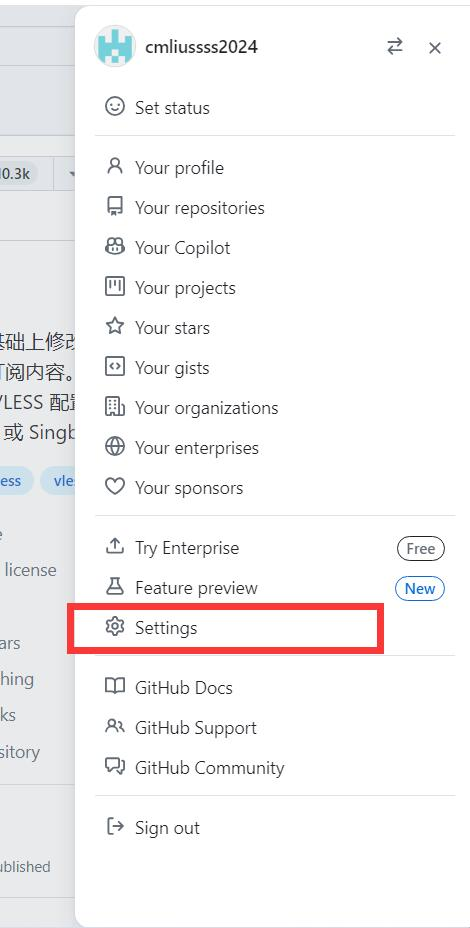 cmliussss2024
Set status
Your profile
Your repositories
Your Copilot
Your projects
Your stars
Your gists
Your organizations
Your enterprises
Your sponsors
Try Enterprise
Free
Feature preview
New
Settings
GitHub Docs
GitHub Support
GitHub Community
Sign out
0.3k
基础上修改
阅内容。
VLESS 配置
或 Singb
ess
vle
license
ars
hing
ks
sitory
ublished